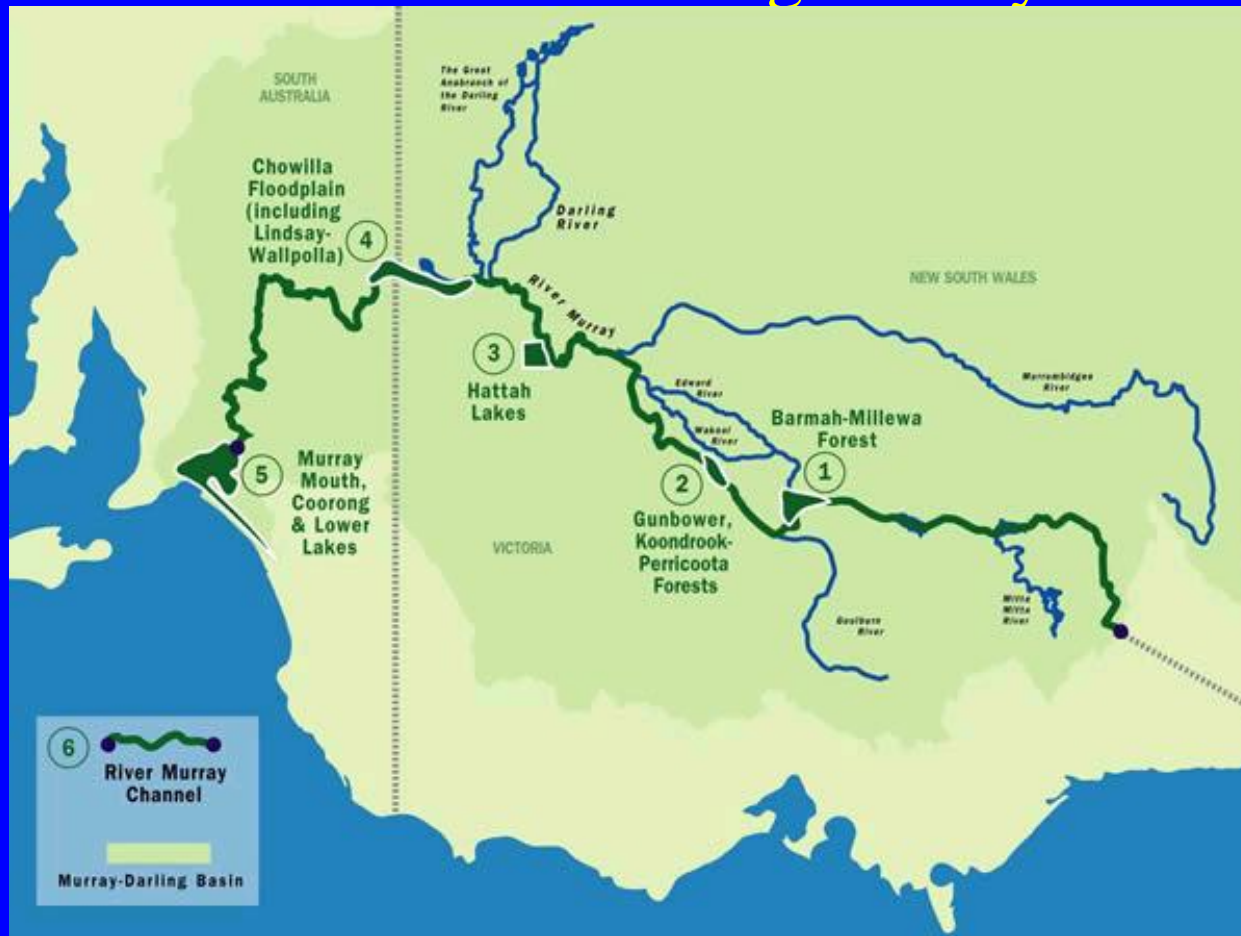 SOUTH
AUSTRALIA
The Great
Anabranch of
the Darling
River
Chowilla
Floodplain
(including
Lindsay-
Wallpolla)
4
Darling
River
NEW SOUTH WALES
River Murray
3
Hattah
Lakes
Edward
River
Wakool
River
Murrumbidgee
River
Barmah-Millewa
Forest
1
2
Gunbower,
Koondrook-
Perricoota
Forests
5
Murray
Mouth,
Coorong
& Lower
Lakes
VICTORIA
Goulburn
River
Mitta
Mitta
River
6
River Murray
Channel
Murray-Darling Basin